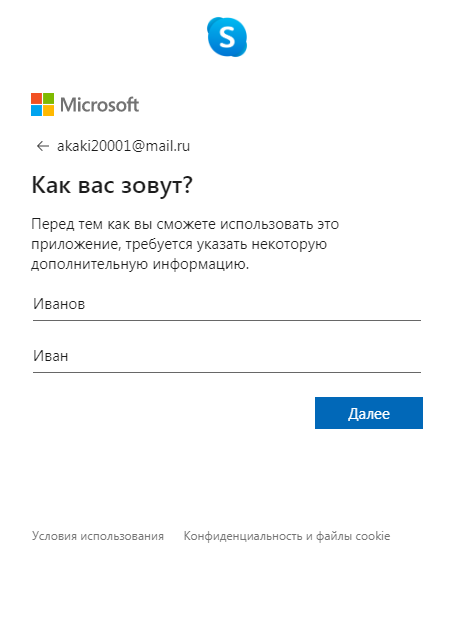 S
Microsoft
← akaki20001@mail.ru
Как вас зовут?
Перед тем как вы сможете использовать это
приложение, требуется указать некоторую
дополнительную информацию.
Иванов
Иван
Далее
Условия использования Конфиденциальность и файлы cookie